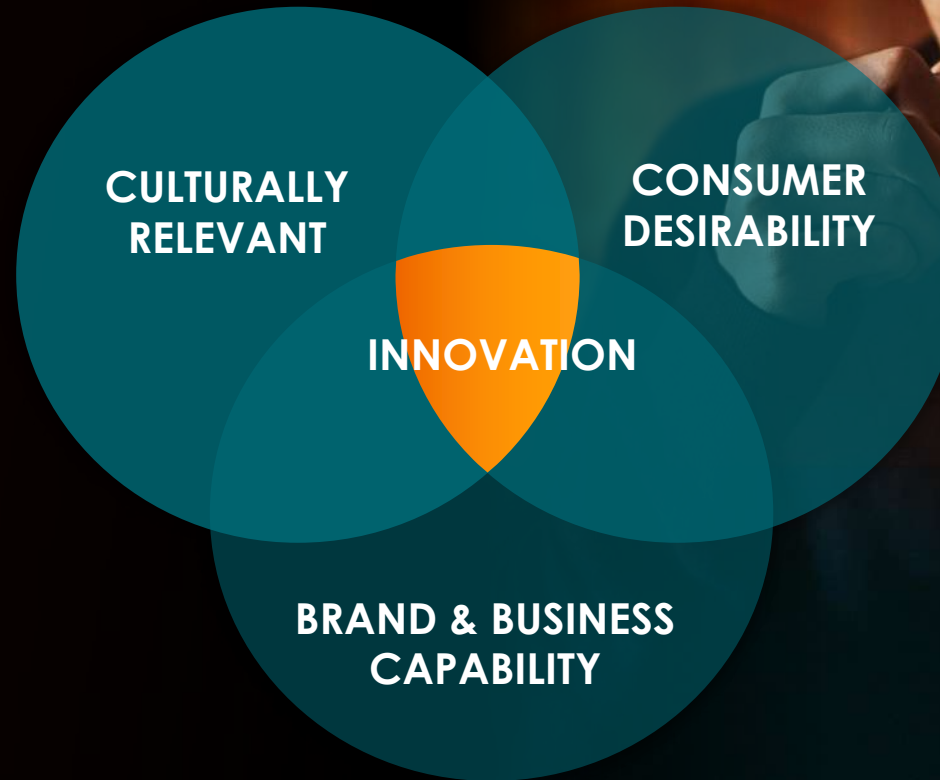 CULTURALLY
RELEVANT
CONSUMER
DESIRABILITY
INNOVATION
BRAND & BUSINESS
CAPABILITY